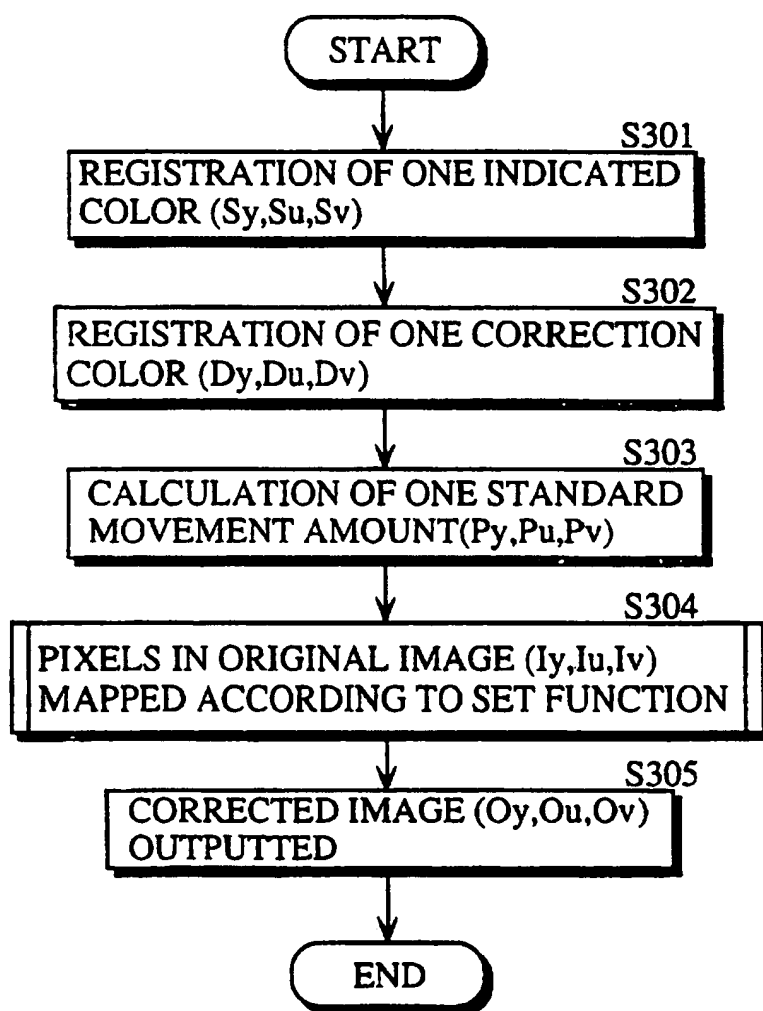 START
S301
REGISTRATION OF ONE INDICATED
COLOR (Sy,Su,Sv)
S302
REGISTRATION OF ONE CORRECTION
COLOR (Dy,Du,Dv)
S303
CALCULATION OF ONE STANDARD
MOVEMENT AMOUNT(Py,Pu,Pv)
S304
PIXELS IN ORIGINAL IMAGE (Iy,Iu,Iv)
MAPPED ACCORDING TO SET FUNCTION
S305
CORRECTED IMAGE (Oy,Ou,Ov)
OUTPUTTED
END